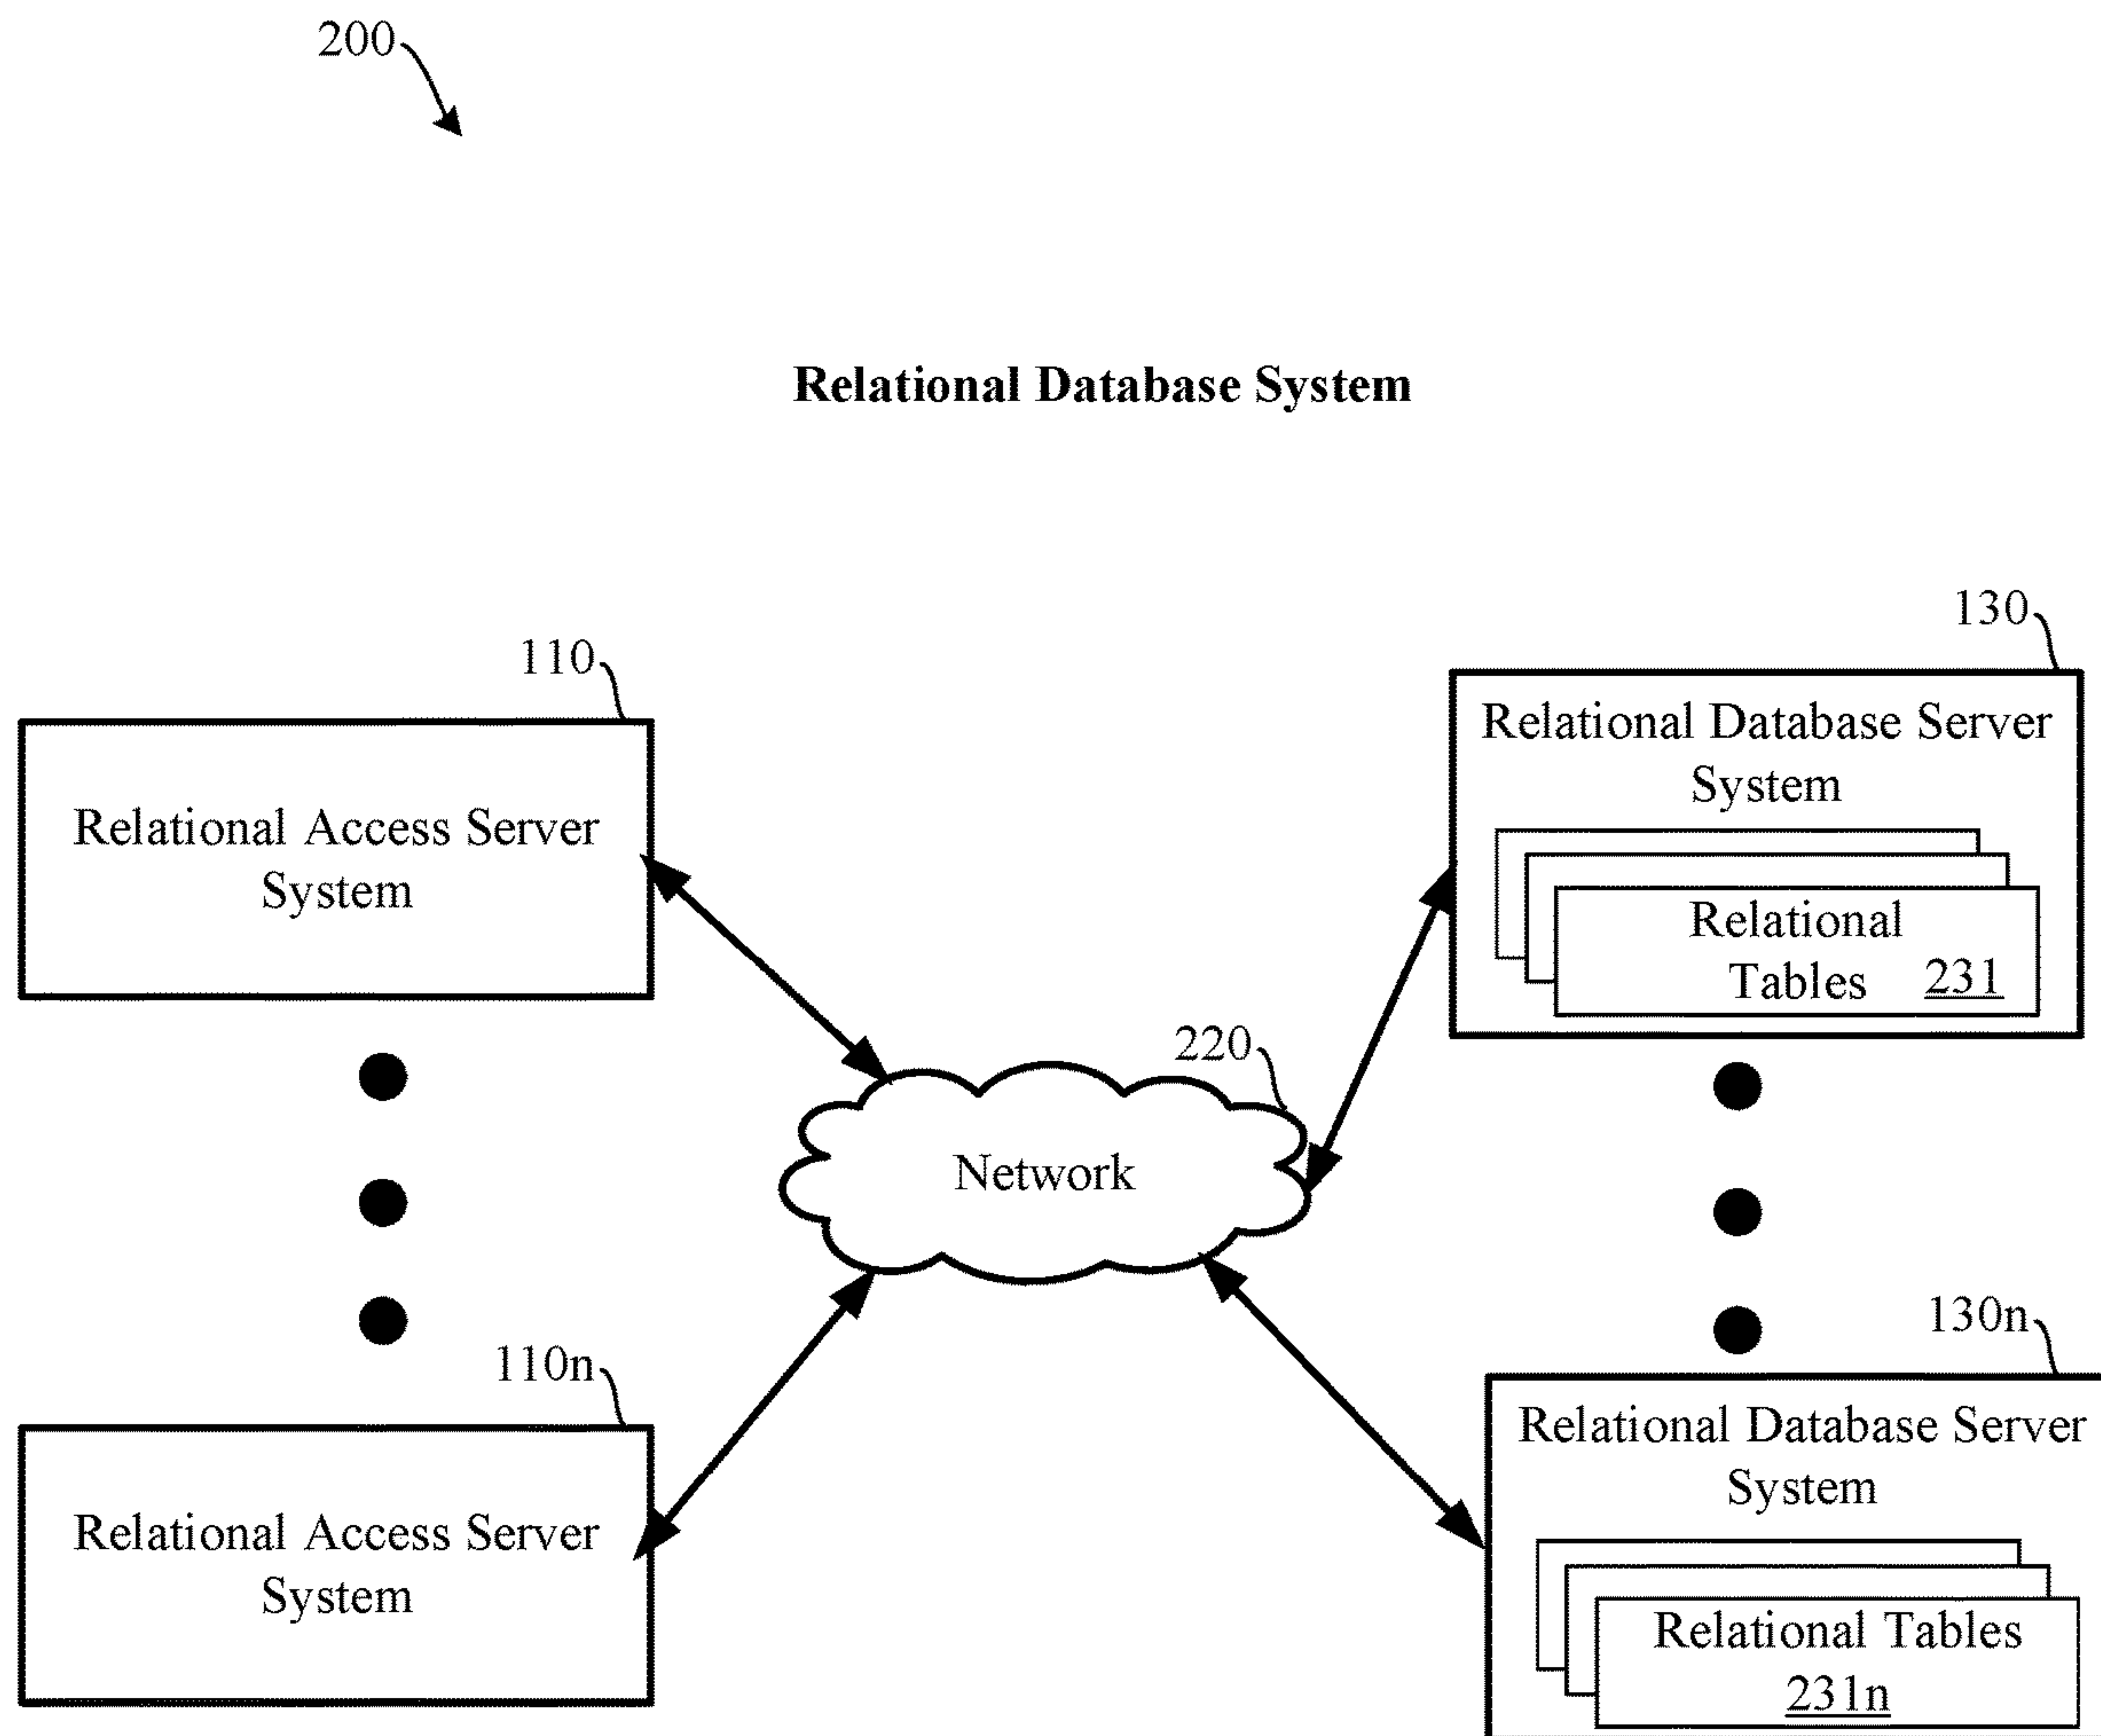 200
Relational Database System
110
Relational Access Server
System
130
Relational Database Server
System
Relational
Tables 231
220
Network
110n
Relational Access Server
System
130n
Relational Database Server
System
Relational Tables
231n